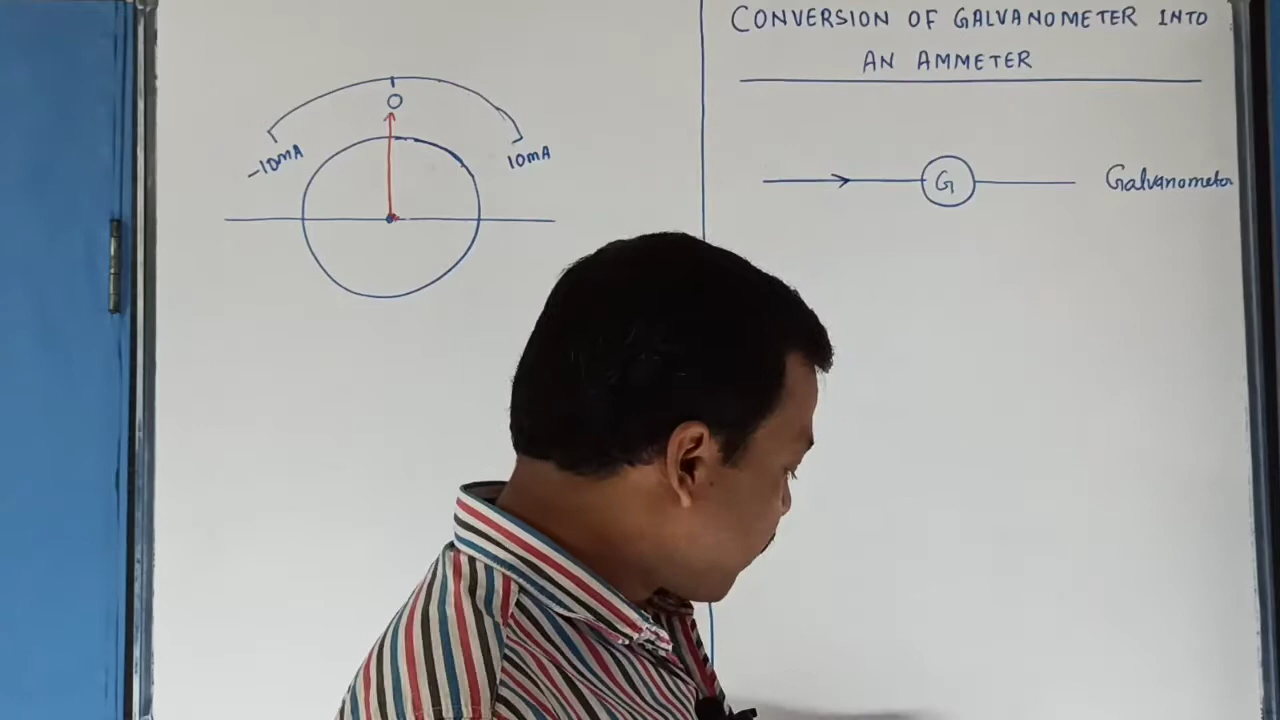 O
-10mA
10mA
CONVERSION OF GALVANOMETER INTO
AN AMMETER
G
Galvanometer